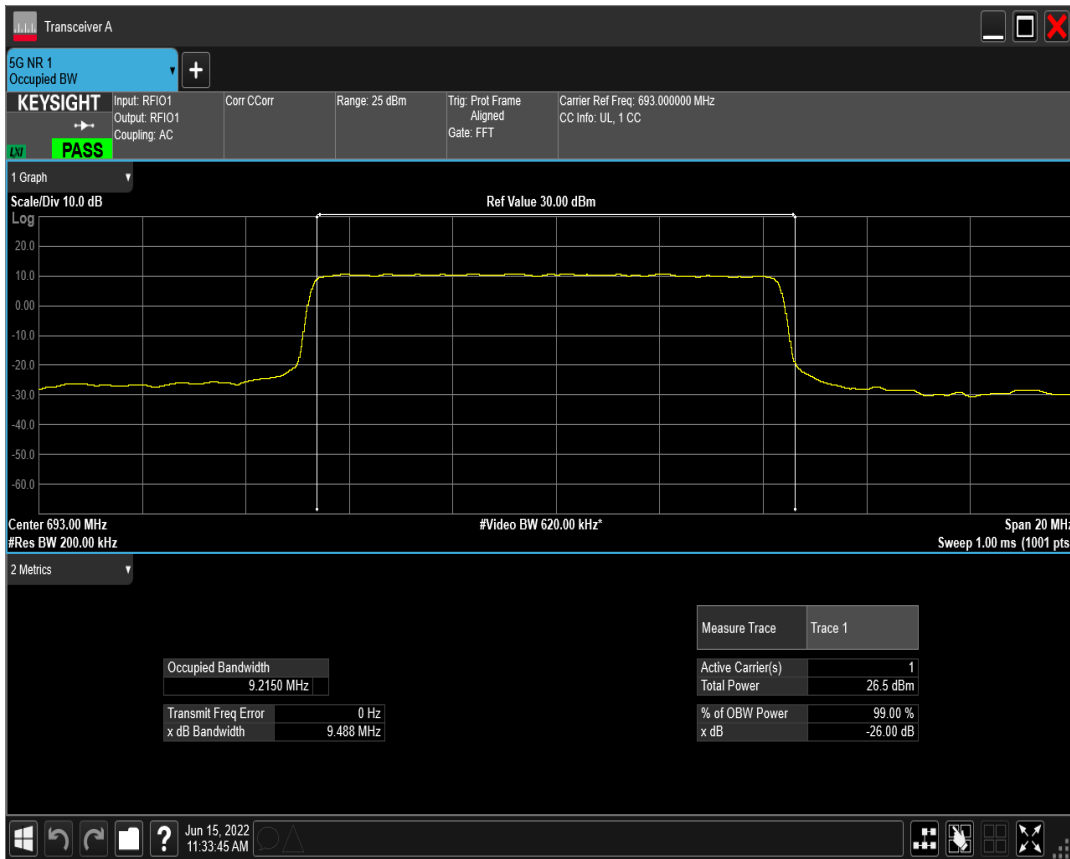 Transceiver A
5G NR 1
Occupied BW
KEYSIGHT
LXI
PASS
Input: RFIO1
Output: RFIO1
Coupling: AC
Corr CCorr
Range: 25 dBm
Trig: Prot Frame
Aligned
Gate: FFT
Carrier Ref Freq: 693.000000 MHz
CC Info: UL, 1 CC
1 Graph
Scale/Div 10.0 dB
Ref Value 30.00 dBm
Log
20.0
10.0
0.00
-10.0
-20.0
-30.0
-40.0
-50.0
-60.0
Center 693.00 MHz
#Video BW 620.00 kHz*
Span 20 MHz
#Res BW 200.00 kHz
Sweep 1.00 ms (1001 pts
2 Metrics
Measure Trace Trace 1
Occupied Bandwidth
9.2150 MHz
Active Carrier(s) 1
Total Power 26.5 dBm
Transmit Freq Error 0 Hz
x dB Bandwidth 9.488 MHz
% of OBW Power 99.00 %
x dB -26.00 dB
?
Jun 15, 2022
11:33:45 AM